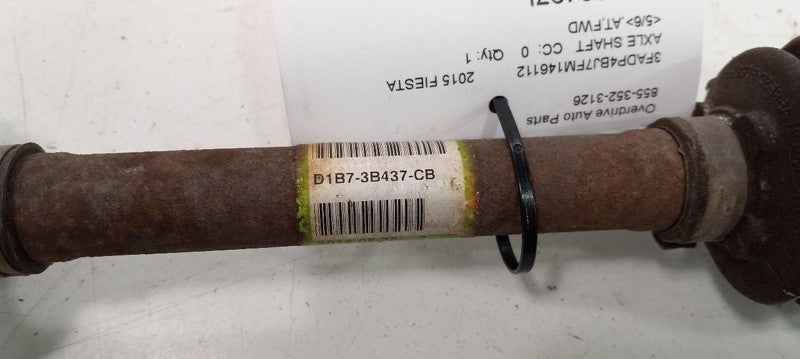 Overdrive Auto Parts
855-352-3126
3FADP4BJ7FM146112 2015 FIESTA
AXLE SHAFT CC: 0 Qty: 1
<5/6>,AT,FWD
D1B7-3B437-CB